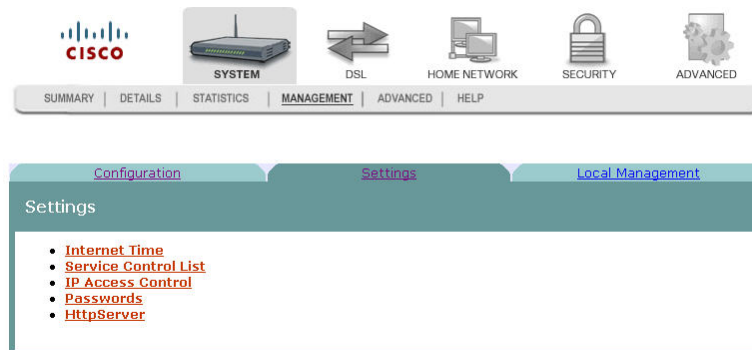 CISCO
SYSTEM DSL HOME NETWORK SECURITY ADVANCED
SUMMARY | DETAILS | STATISTICS | MANAGEMENT | ADVANCED | HELP
Configuration Settings Local Management
Settings
Internet Time
Service Control List
IP Access Control
Passwords
HttpServer